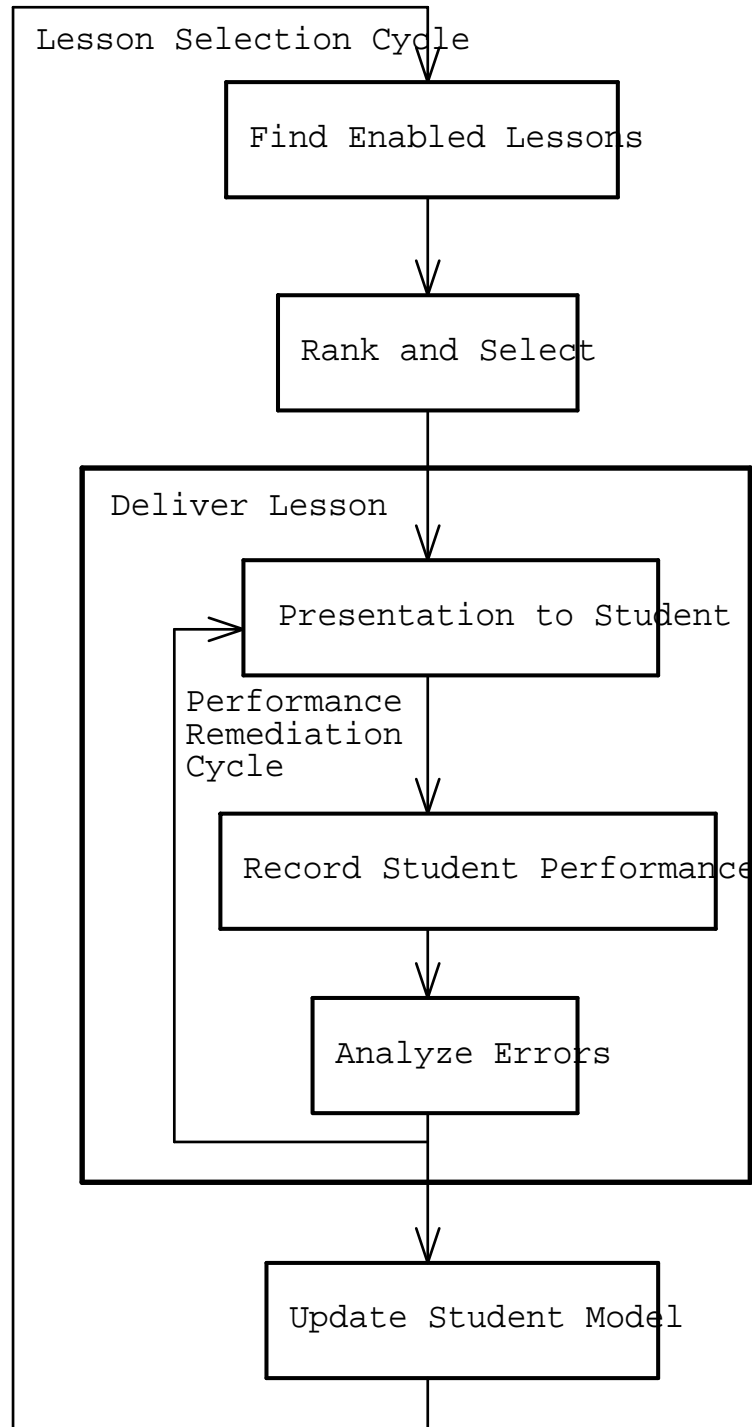 Lesson Selection Cycle
Find Enabled Lessons
Rank and Select
Deliver Lesson
Presentation to Student
Performance
Remediation
Cycle
Record Student Performance
Analyze Errors
Update Student Model